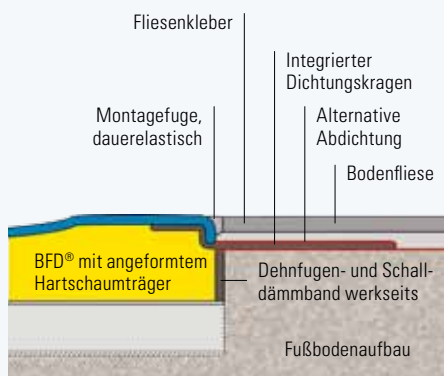 Fliesenkleber
Integrierter
Dichtungskragen
Montagefuge,
dauerelastisch
Alternative
Abdichtung
Bodenfliese
BFD® mit angeformtem
Hartschaumträger
Dehnfugen- und Schall-
dämmband werkseits
Fußbodenaufbau